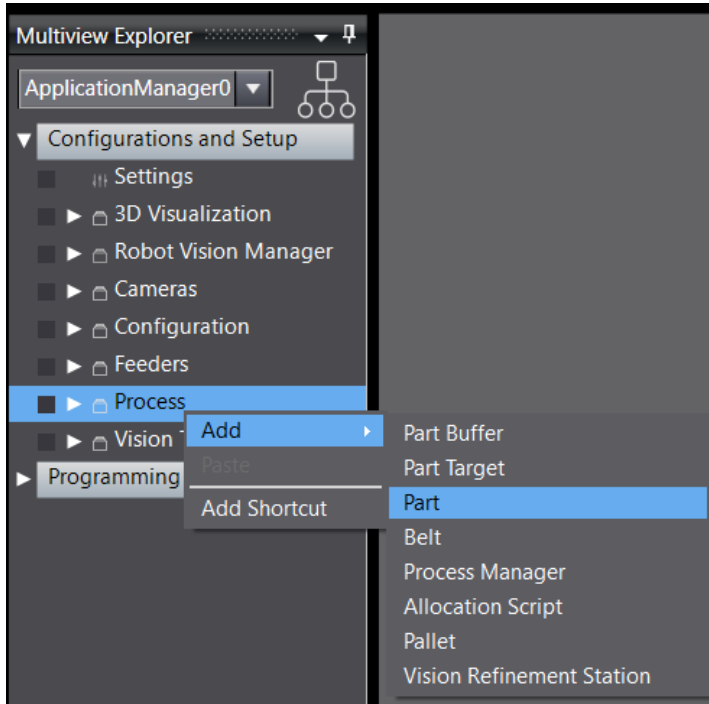 Multiview Explorer
ApplicationManager0
Configurations and Setup
Settings
3D Visualization
Robot Vision Manager
Cameras
Configuration
Feeders
Process
Vision
Programming
Add
Paste
Add Shortcut
Part Buffer
Part Target
Part
Belt
Process Manager
Allocation Script
Pallet
Vision Refinement Station